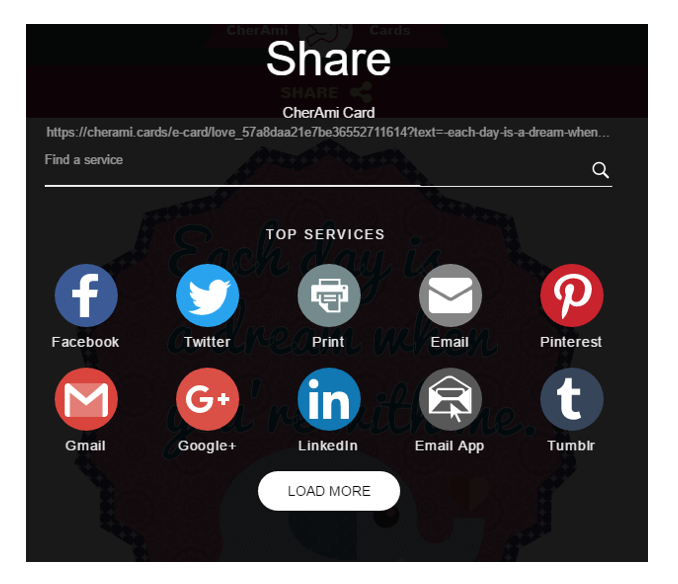 CherAmi Cards
Share
SHARE
CherAmi Card
https://cherami.cards/e-card/love_57a8daa21e7be36552711614?text=-each-day-is-a-dream-when...
Find a service
TOP SERVICES
Each day is
a dream when
you're with me.
Facebook Twitter Print Email Pinterest
Gmail Google+ LinkedIn Email App Tumblr
LOAD MORE